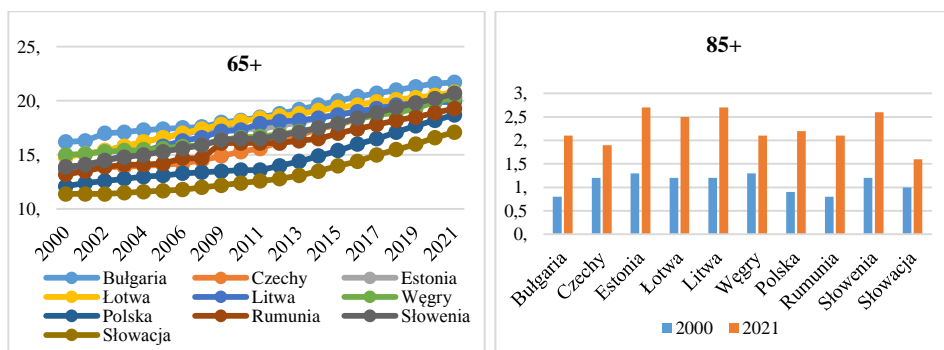 65+
25,
20,
15,
10,
2000
2002
2004
2006
2009
2011
2013
2015
2017
2019
2021
Bułgaria Czechy Estonia
Łotwa Litwa Węgry
Polska Rumunia Słowenia
Słowacja
85+
3,
2,5
2,
1,5
1,
0,5
0,
Bułgaria
Czechy
Estonia
Łotwa
Litwa
Węgry
Polska
Rumunia
Słowenia
Słowacja
2000 2021